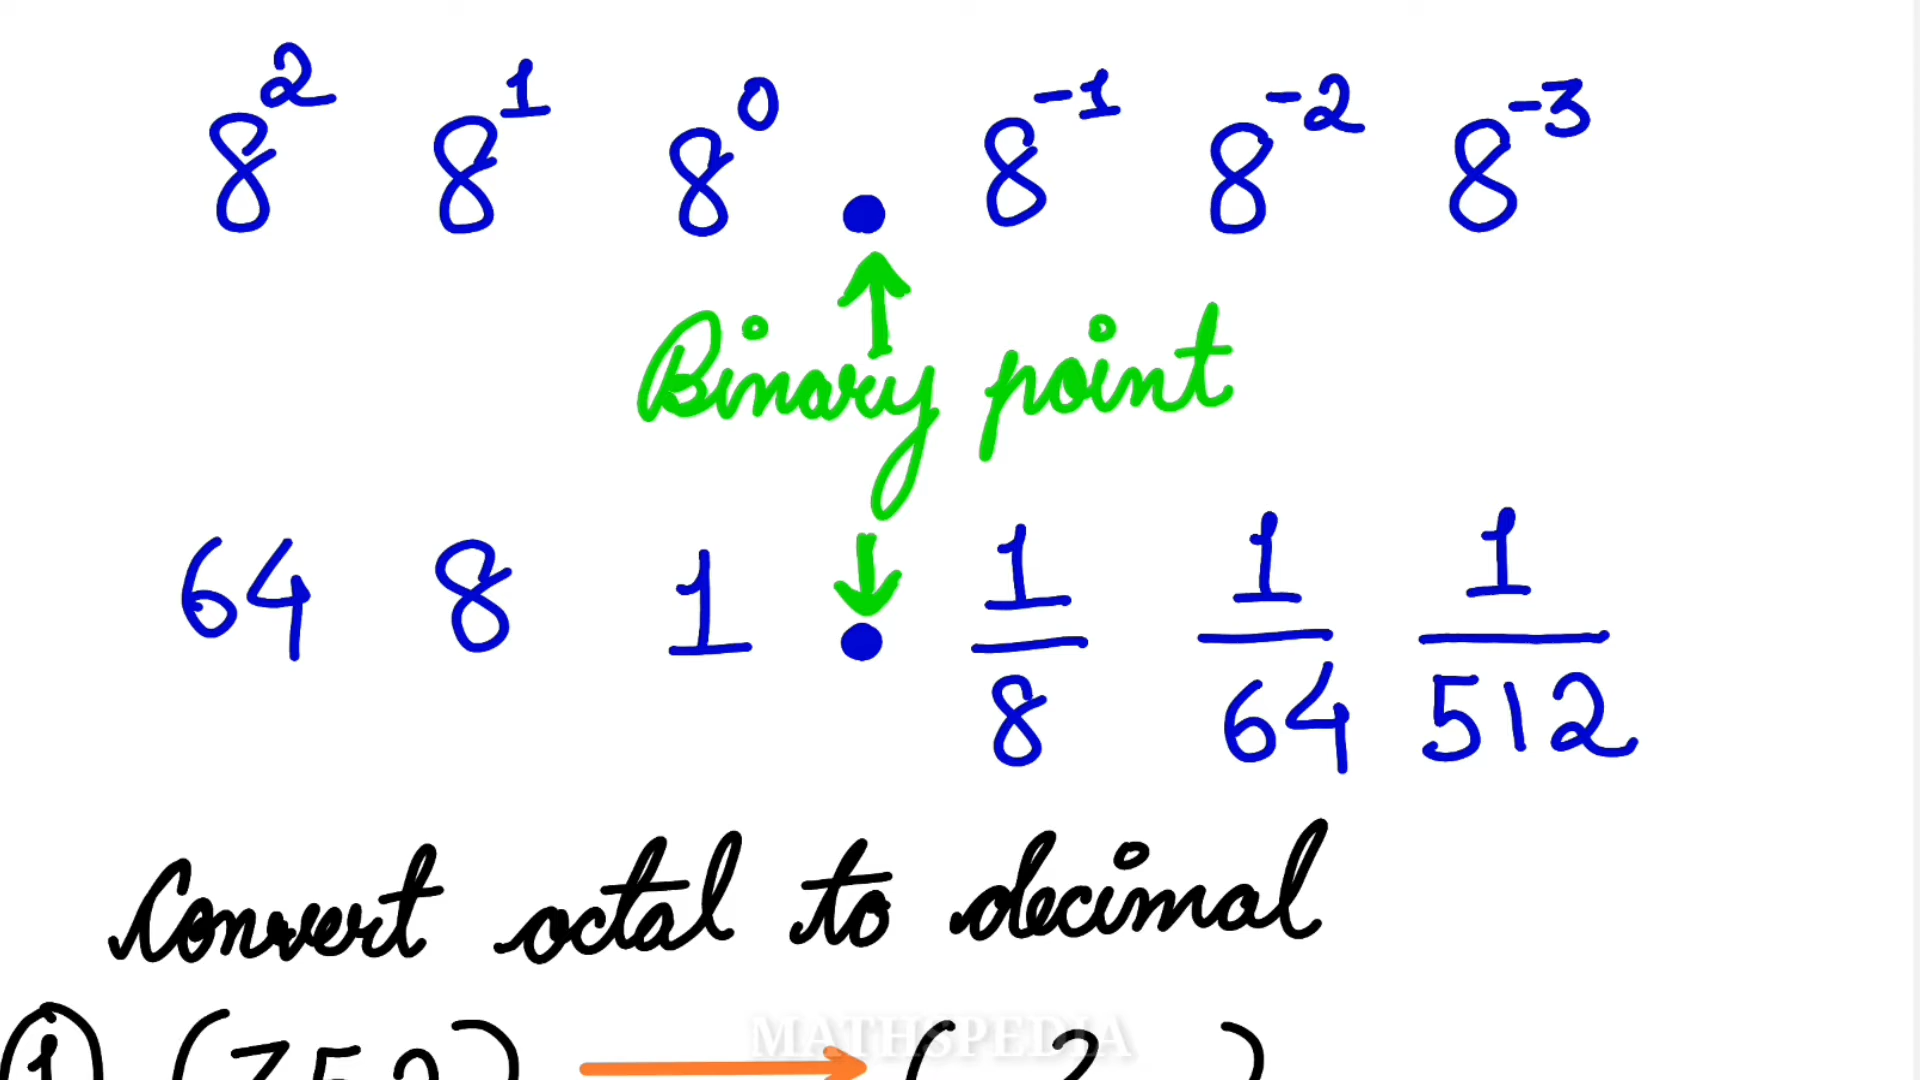 8² 8¹ 8⁰ . 8⁻¹ 8⁻² 8⁻³
Binary point
64 8 1 . 1/8 1/64 1/512
Convert octal to decimal
MATHSPEDIA